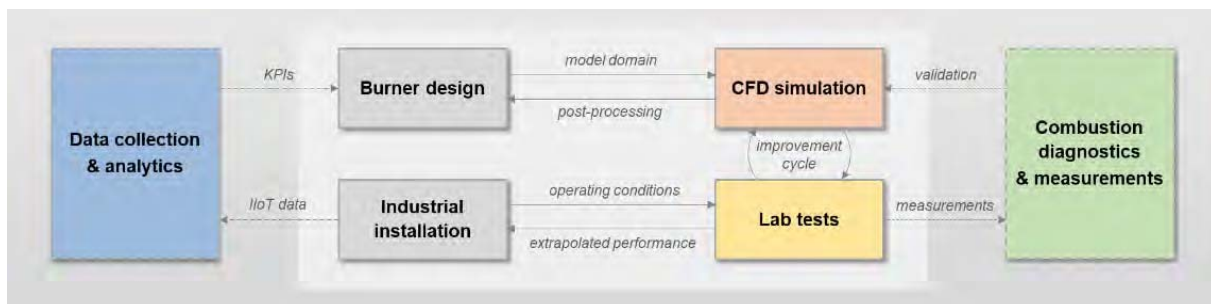 Data collection
& analytics
KPIs
IIoT data
Burner design
model domain
post-processing
CFD simulation
improvement
cycle
validation
Industrial
installation
operating conditions
extrapolated performance
Lab tests
measurements
Combustion
diagnostics
& measurements